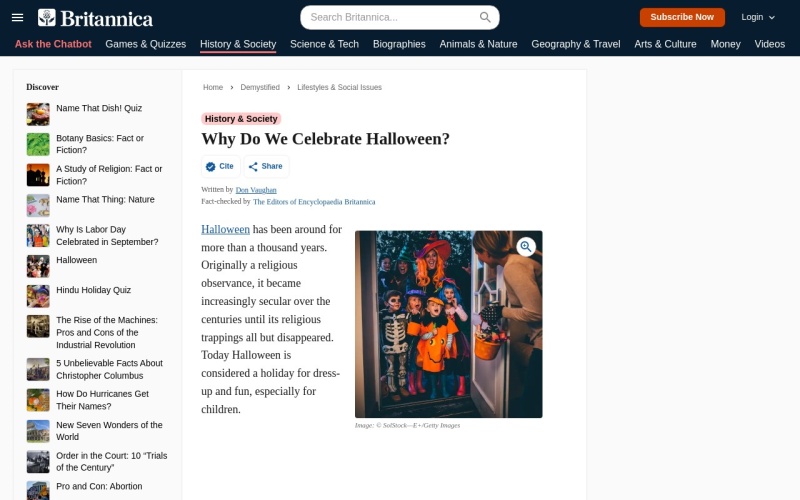 Britannica
Search Britannica...
Subscribe Now
Login
Ask the Chatbot
Games & Quizzes
History & Society
Science & Tech
Biographies
Animals & Nature
Geography & Travel
Arts & Culture
Money
Videos
Discover
Name That Dish! Quiz
Botany Basics: Fact or
Fiction?
A Study of Religion: Fact or
Fiction?
Name That Thing: Nature
Why Is Labor Day
Celebrated in September?
Halloween
Hindu Holiday Quiz
The Rise of the Machines:
Pros and Cons of the
Industrial Revolution
5 Unbelievable Facts About
Christopher Columbus
How Do Hurricanes Get
Their Names?
New Seven Wonders of the
World
Order in the Court: 10 “Trials
of the Century”
Pro and Con: Abortion
Home > Demystified > Lifestyles & Social Issues
History & Society
Why Do We Celebrate Halloween?
Cite
Share
Written by Don Vaughan
Fact-checked by The Editors of Encyclopaedia Britannica
Halloween has been around for
more than a thousand years.
Originally a religious
observance, it became
increasingly secular over the
centuries until its religious
trappings all but disappeared.
Today Halloween is
considered a holiday for dress-
up and fun, especially for
children.
Image: © SolStock—E+/Getty Images